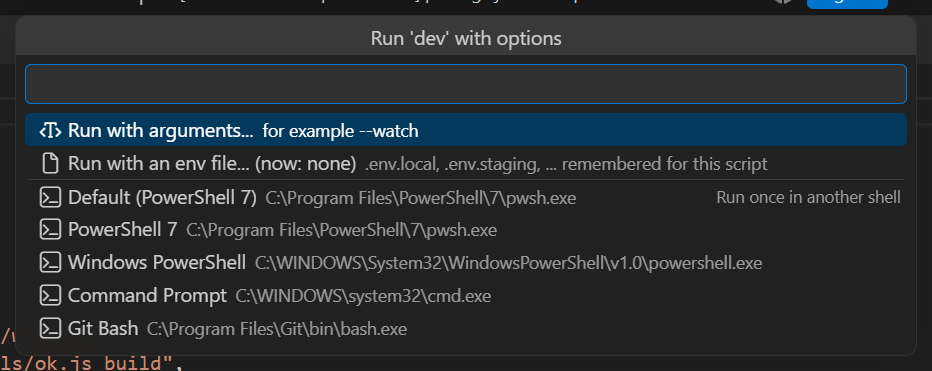 Run 'dev' with options
Run with arguments... for example --watch
Run with an env file... (now: none) .env.local, .env.staging, ... remembered for this script
Default (PowerShell 7) C:\Program Files\PowerShell\7\pwsh.exe Run once in another shell
PowerShell 7 C:\Program Files\PowerShell\7\pwsh.exe
Windows PowerShell C:\WINDOWS\System32\WindowsPowerShell\v1.0\powershell.exe
Command Prompt C:\WINDOWS\system32\cmd.exe
Git Bash C:\Program Files\Git\bin\bash.exe
ls/ok.js build",